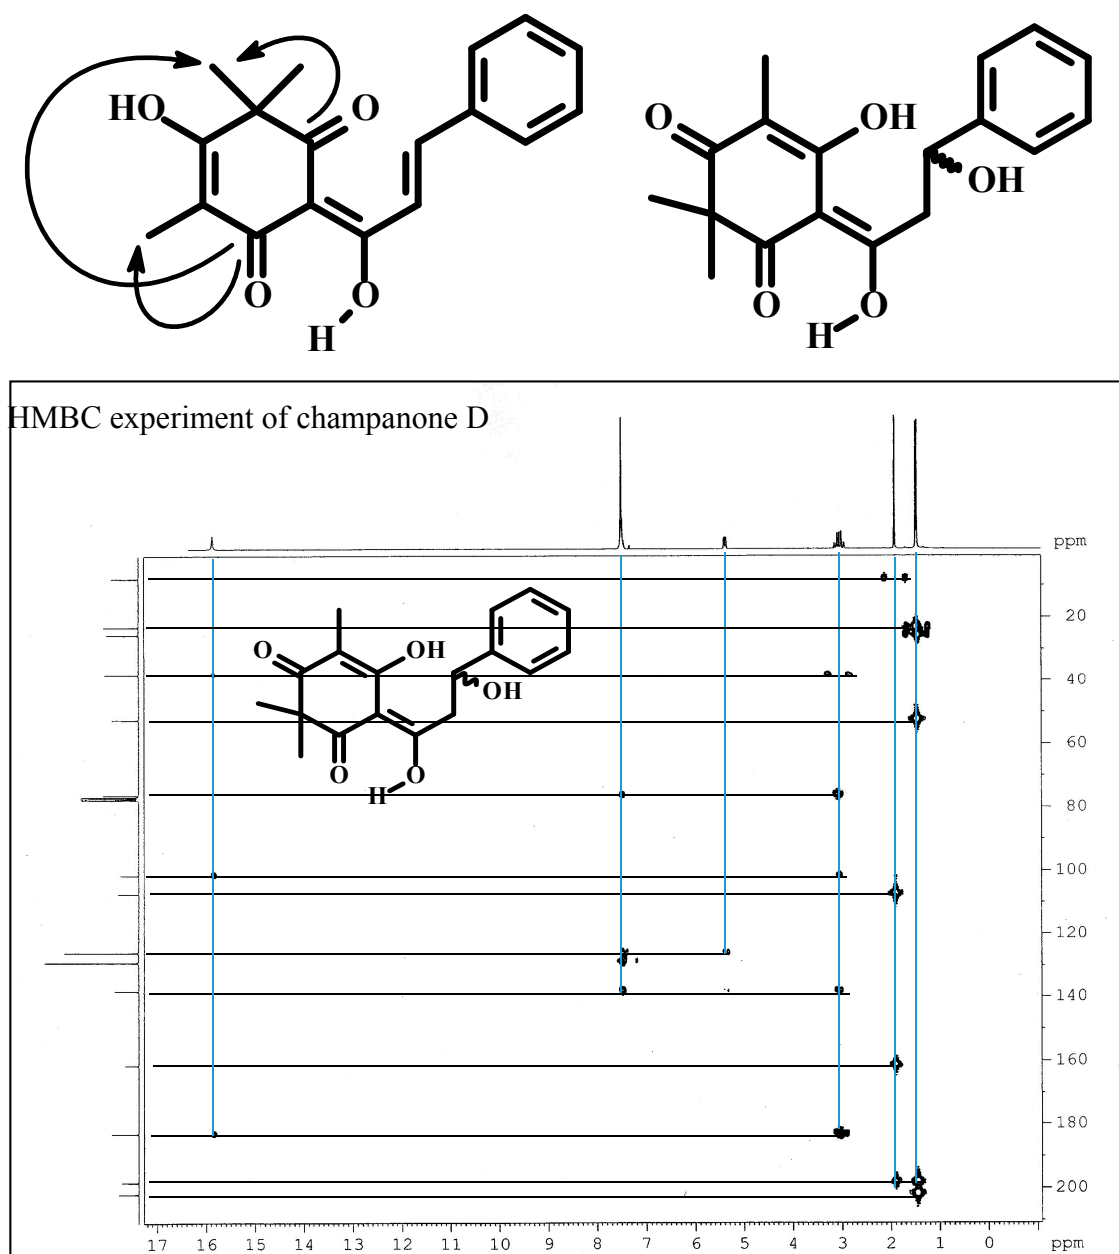 HO
O
O
O
H
O
OH
OH
O
O
H
HMBC experiment of champanone D
ppm
20
40
60
80
100
120
140
160
180
200
O
OH
OH
O
O
H
17 16 15 14 13 12 11 10 9 8 7 6 5 4 3 2 1 0 ppm